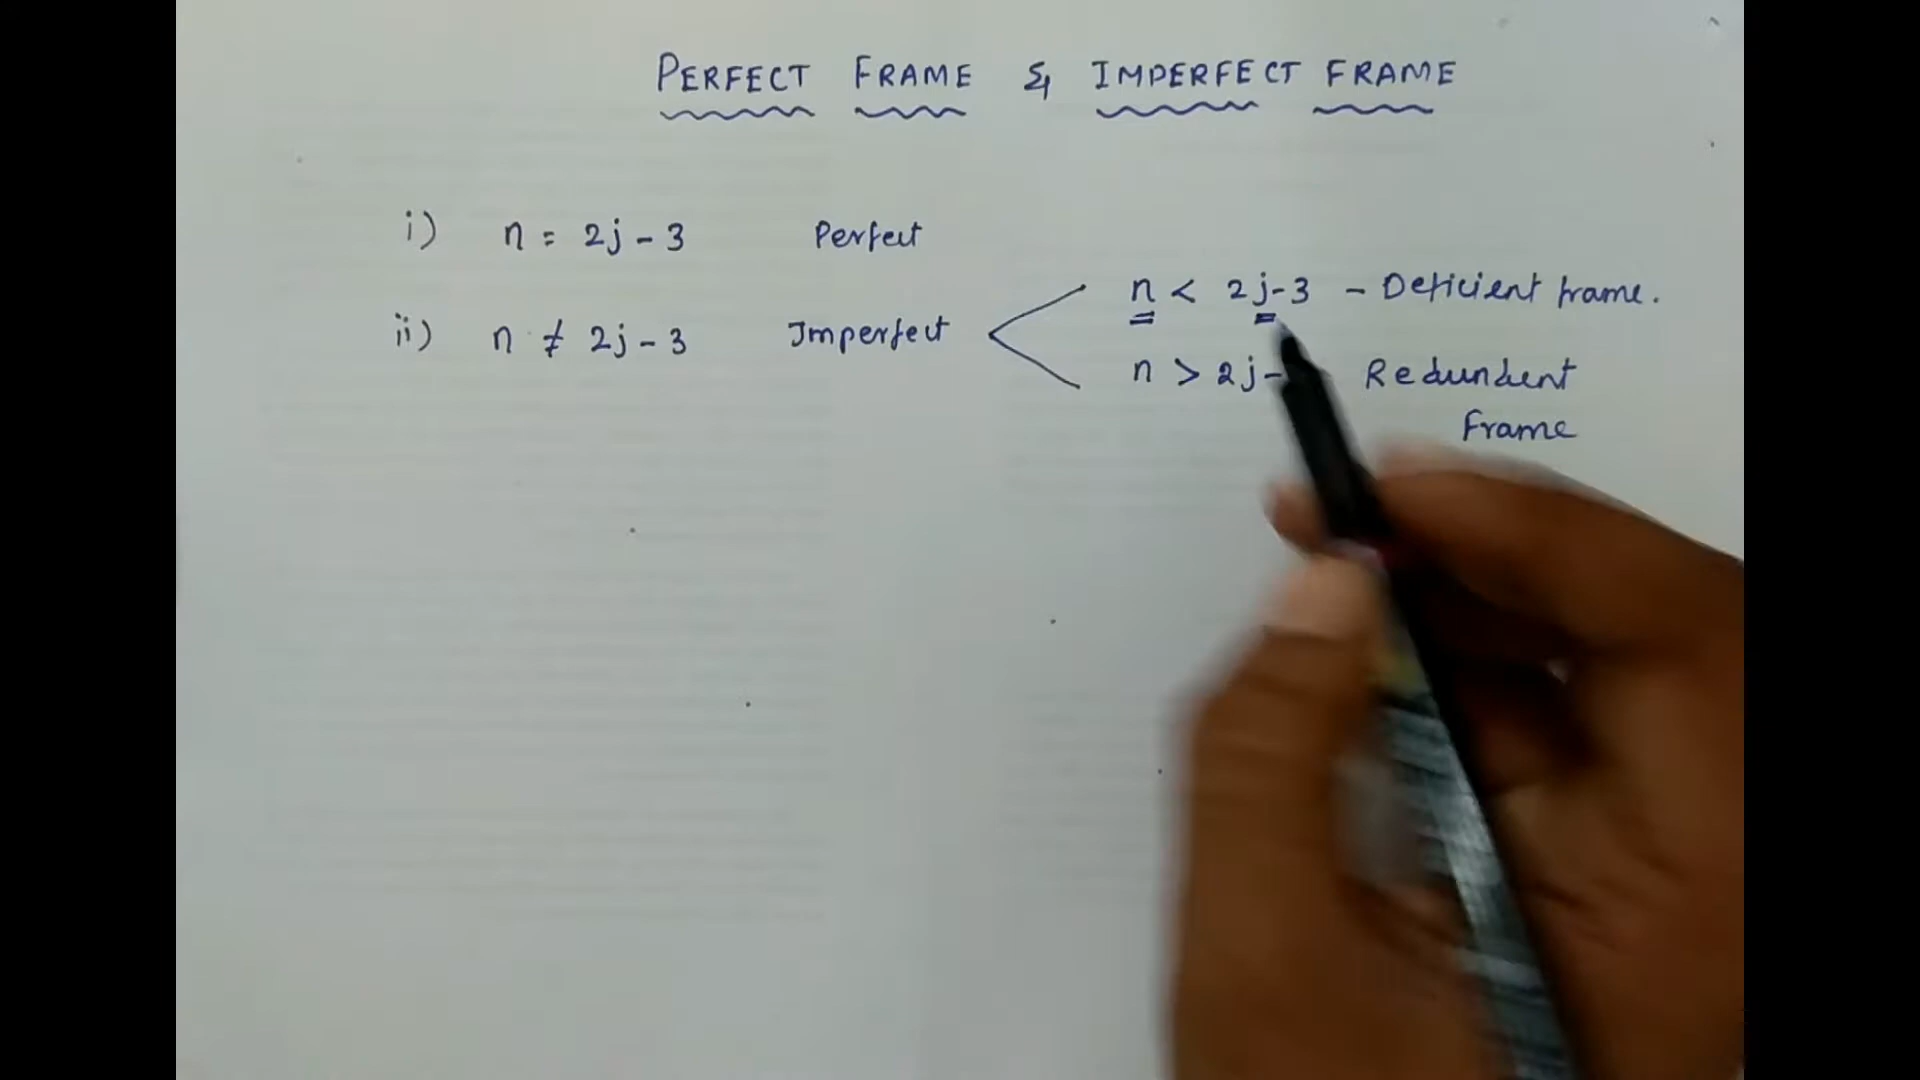 PERFECT FRAME & IMPERFECT FRAME
i) n = 2j - 3 Perfect
n < 2j-3 - Deficient frame.
ii) n ≠ 2j - 3 Imperfect
n > 2j- Redundent
Frame